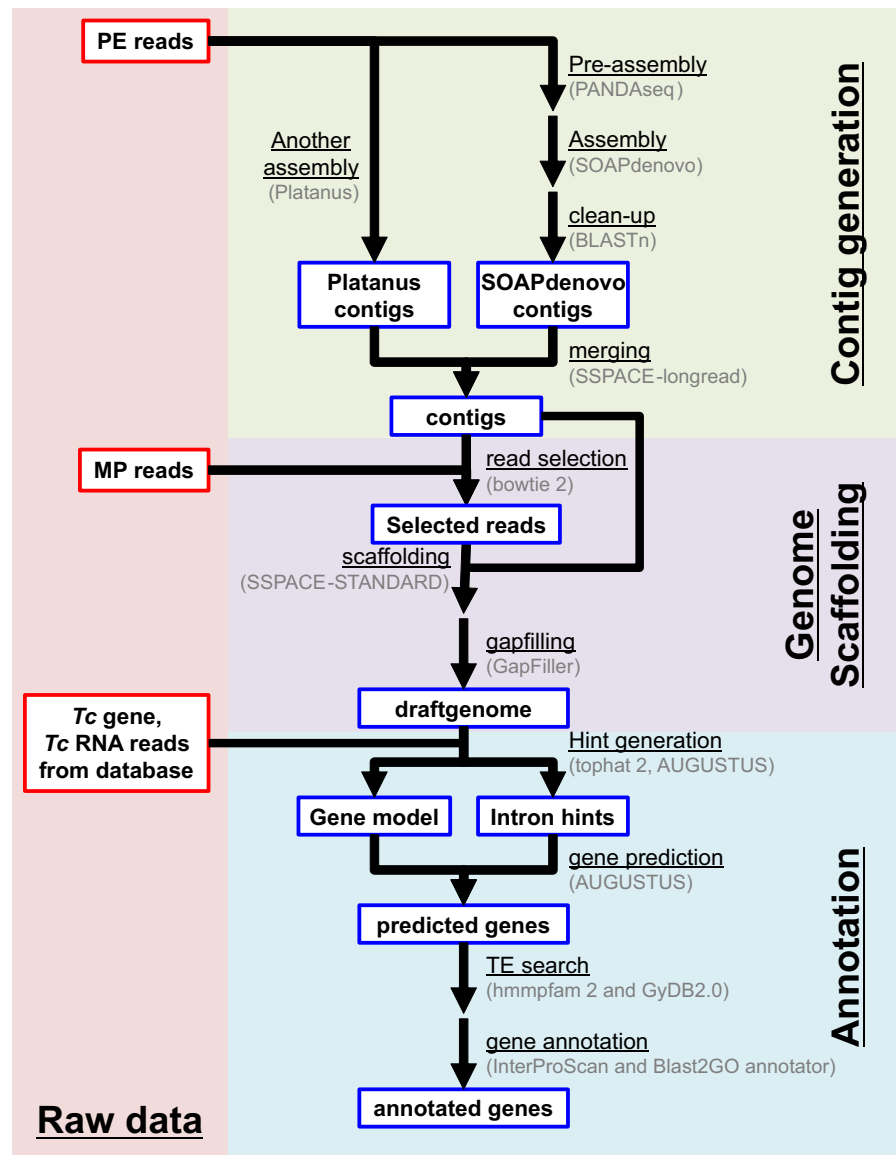 PE reads
Pre-assembly
(PANDAseq)
Another
assembly
(Platanus)
Assembly
(SOAPdenovo)
clean-up
(BLASTn)
Platanus
contigs
SOAPdenovo
contigs
merging
(SSPACE-longread)
contigs
Contig generation
MP reads
read selection
(bowtie 2)
Selected reads
scaffolding
(SSPACE-STANDARD)
gapfilling
(GapFiller)
draftgenome
Genome
Scaffolding
Tc gene,
Tc RNA reads
from database
Hint generation
(tophat 2, AUGUSTUS)
Gene model
Intron hints
gene prediction
(AUGUSTUS)
predicted genes
TE search
(hmmpfam 2 and GyDB2.0)
gene annotation
(InterProScan and Blast2GO annotator)
annotated genes
Annotation
Raw data